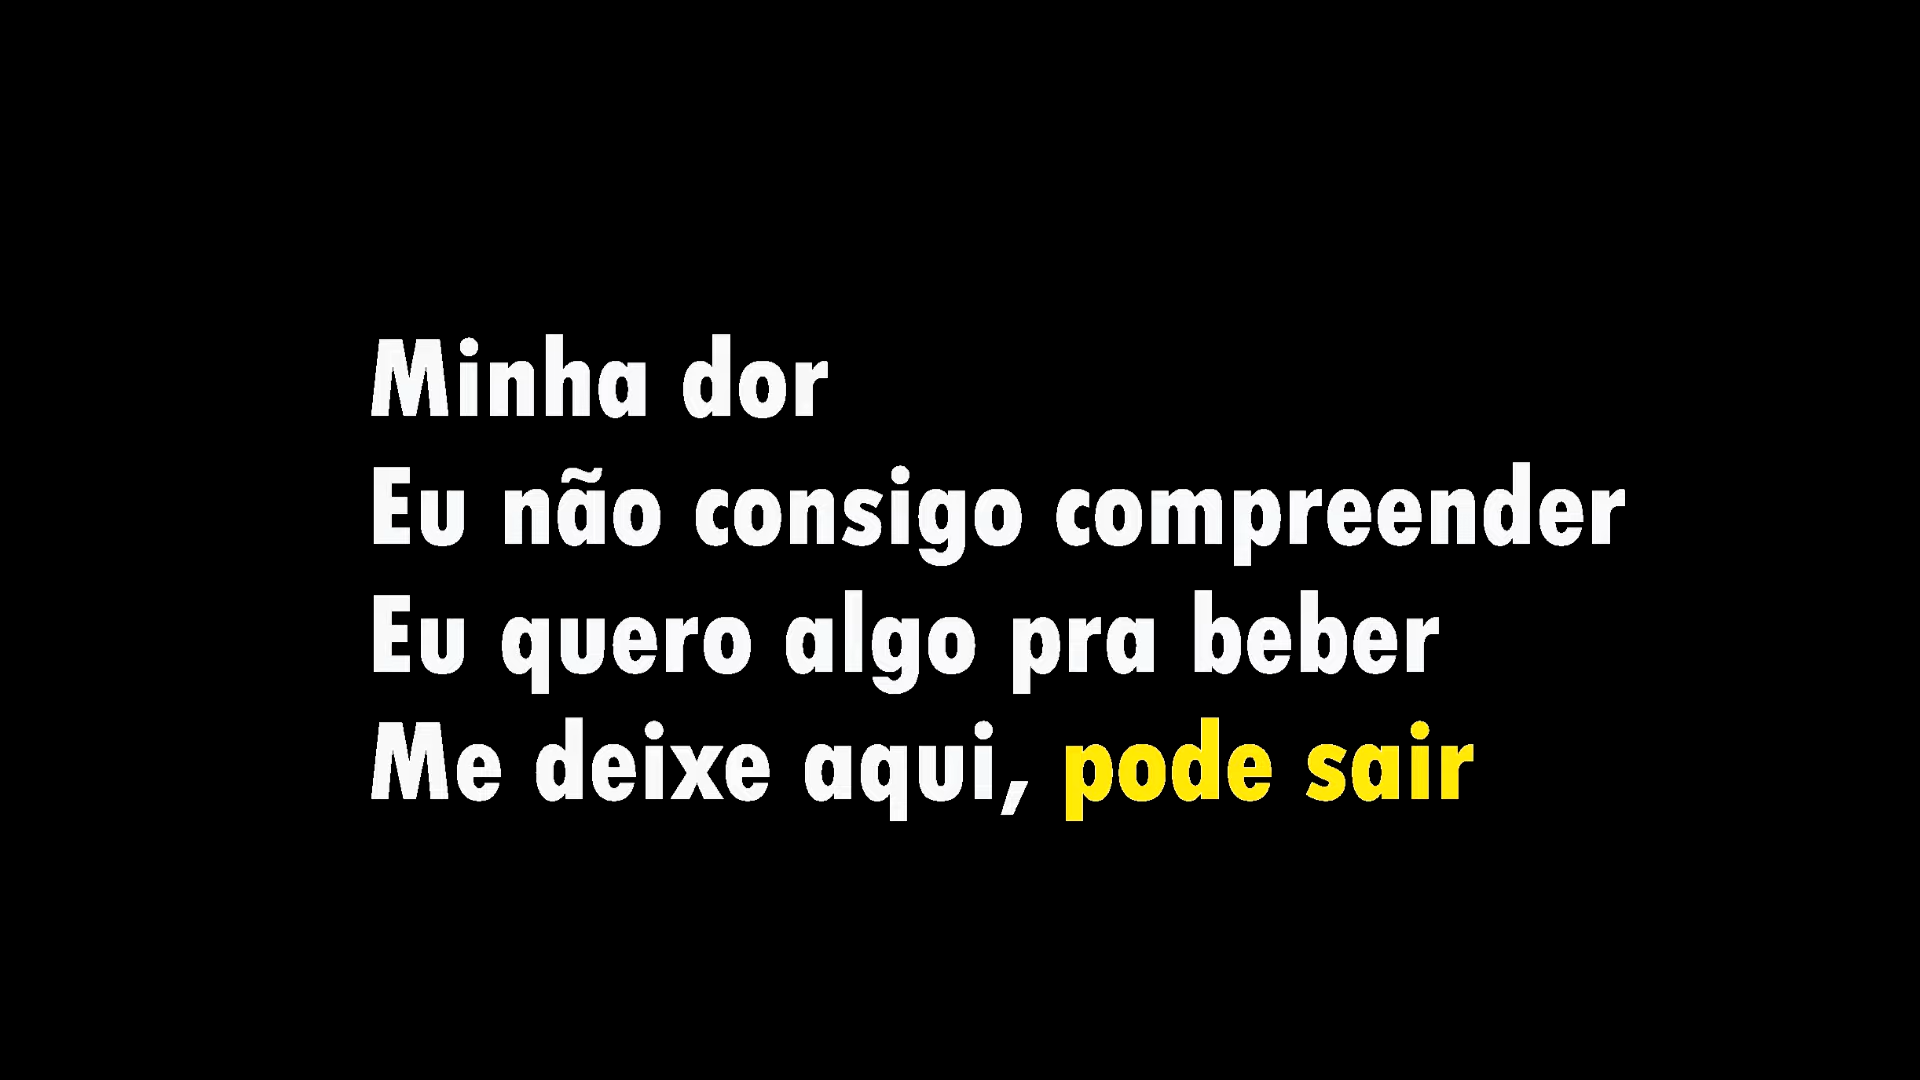 Minha dor
Eu não consigo compreender
Eu quero algo pra beber
Me deixe aqui, pode sair